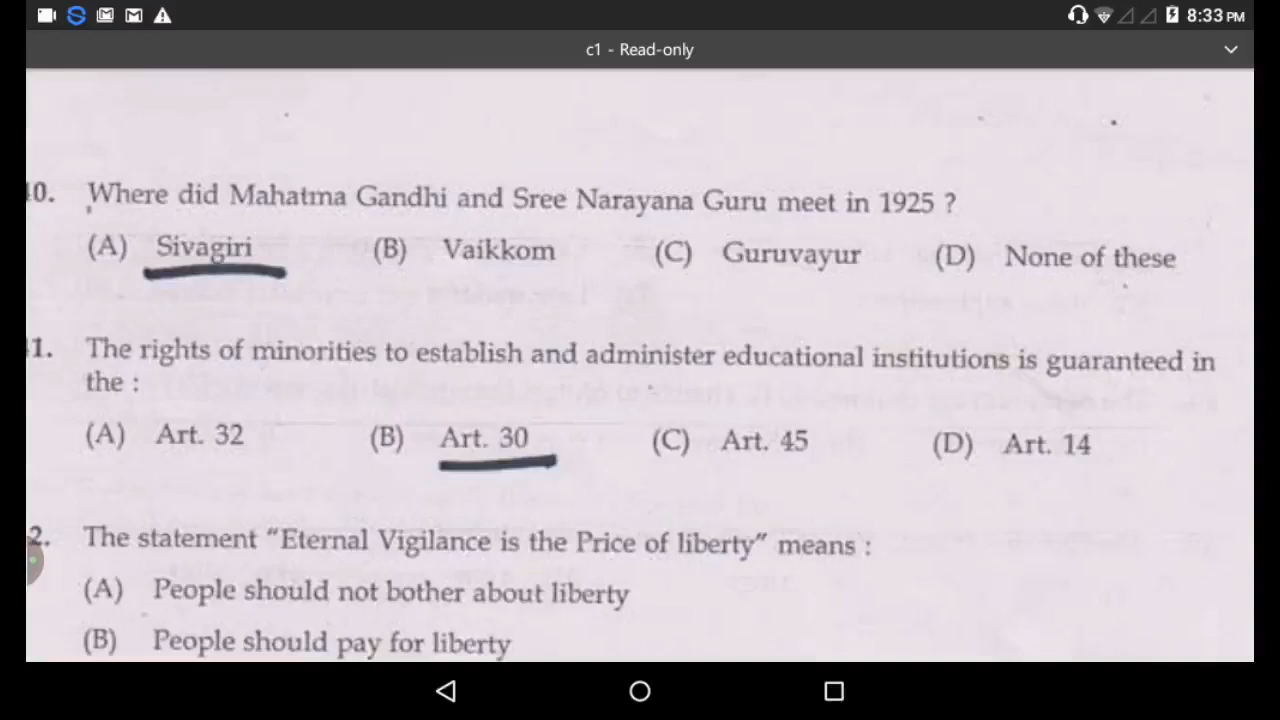 8:33 PM
c1 - Read-only
10. Where did Mahatma Gandhi and Sree Narayana Guru meet in 1925 ?
(A) Sivagiri (B) Vaikkom (C) Guruvayur (D) None of these
1. The rights of minorities to establish and administer educational institutions is guaranteed in
the :
(A) Art. 32 (B) Art. 30 (C) Art. 45 (D) Art. 14
2. The statement “Eternal Vigilance is the Price of liberty” means :
(A) People should not bother about liberty
(B) People should pay for liberty